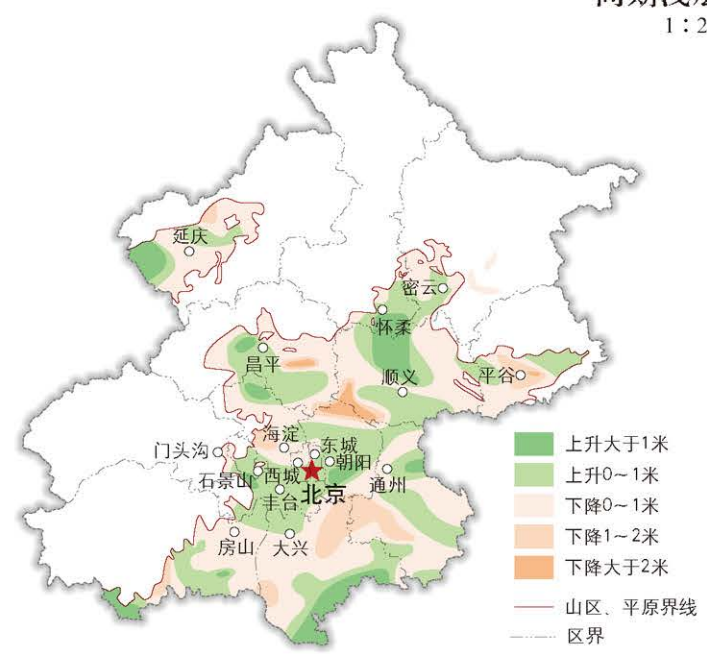 1：2
延庆
密云
怀柔
昌平
顺义
平谷
海淀
东城
门头沟
朝阳
石景山
西城
通州
北京
丰台
房山
大兴
上升大于1米
上升0～1米
下降0～1米
下降1～2米
下降大于2米
山区、平原界线
区界